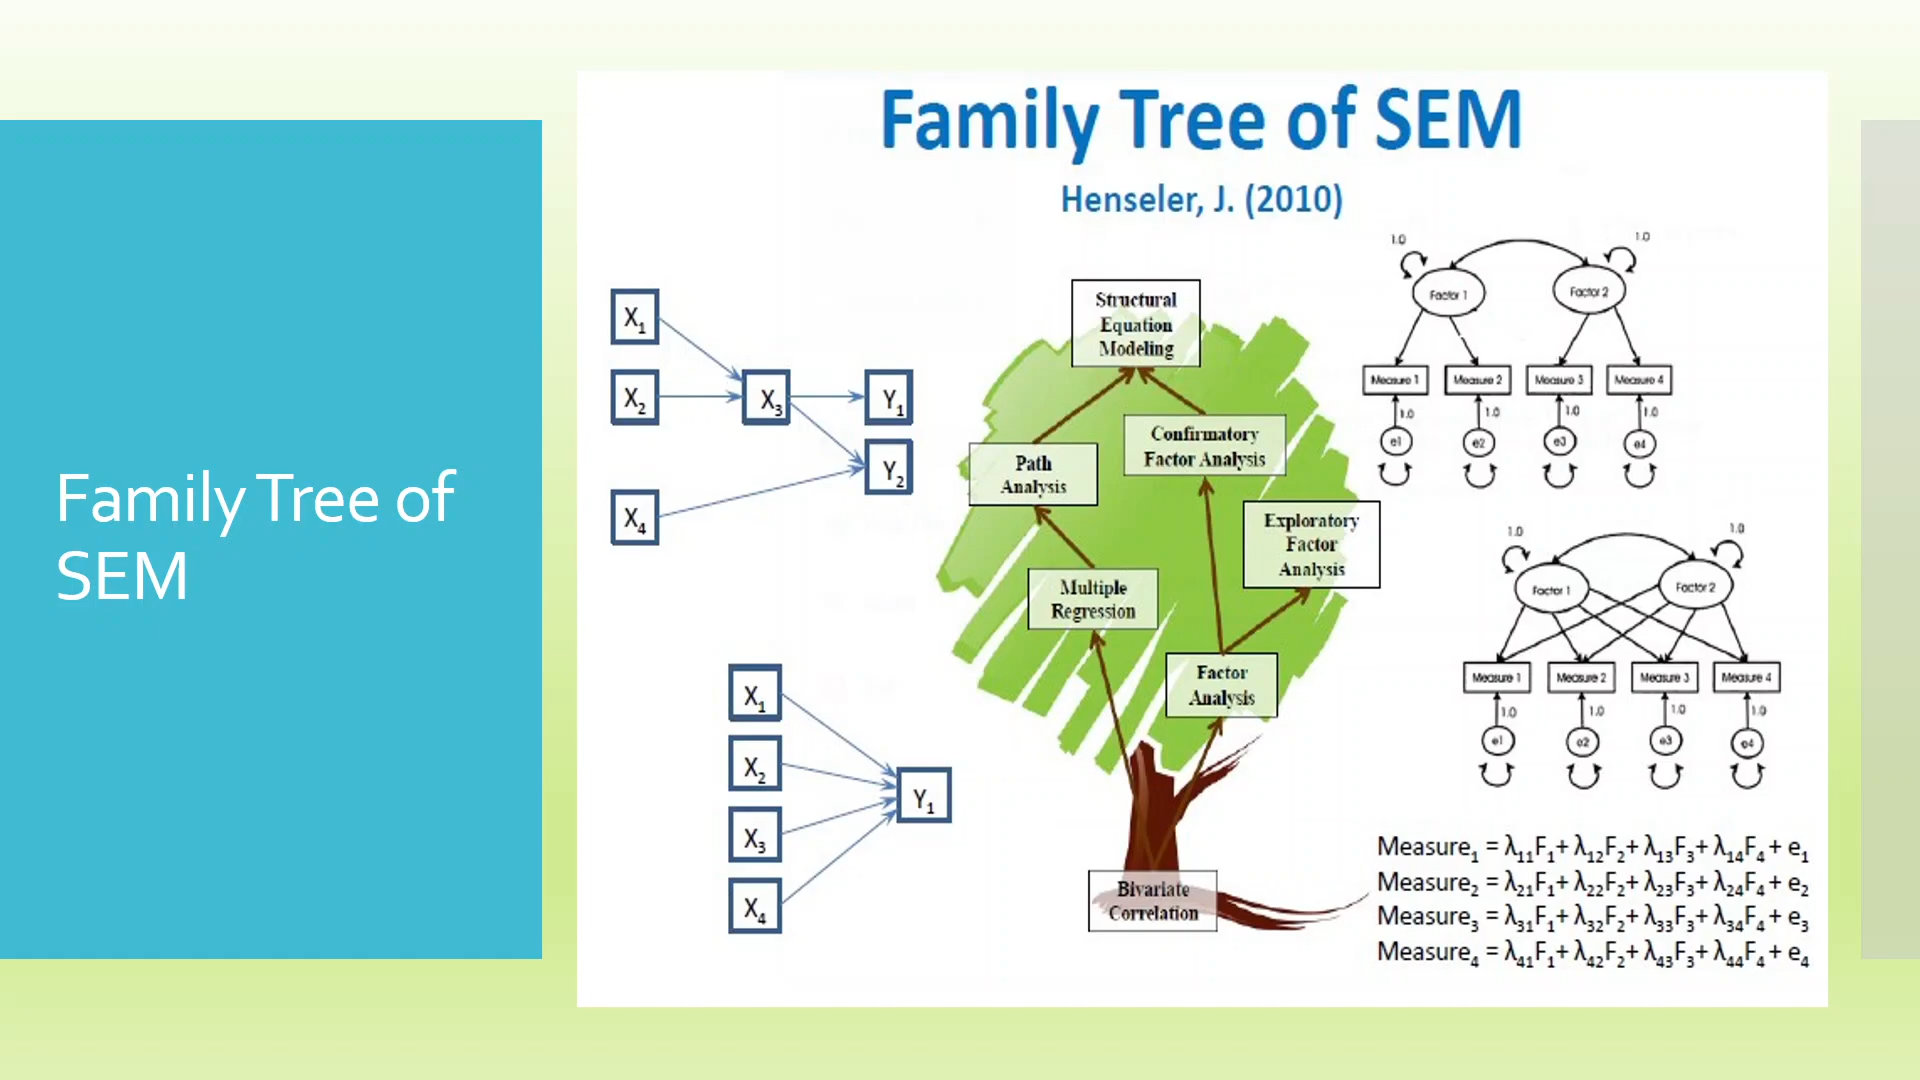 Family Tree of
SEM
Family Tree of SEM
Henseler, J. (2010)
X1
X2
X3
X4
Y1
Y2
X1
X2
X3
X4
Y1
Structural
Equation
Modeling
Path
Analysis
Confirmatory
Factor Analysis
Exploratory
Factor
Analysis
Multiple
Regression
Factor
Analysis
Bivariate
Correlation
1.0 1.0
Factor 1 Factor 2
Measure 1 Measure 2 Measure 3 Measure 4
1.0 1.0 1.0 1.0
e1 e2 e3 e4
1.0 1.0
Factor 1 Factor 2
Measure 1 Measure 2 Measure 3 Measure 4
1.0 1.0 1.0 1.0
e1 e2 e3 e4
Measure1 = λ11F1+ λ12F2+ λ13F3+ λ14F4 + e1
Measure2 = λ21F1+ λ22F2+ λ23F3+ λ24F4 + e2
Measure3 = λ31F1+ λ32F2+ λ33F3+ λ34F4 + e3
Measure4 = λ41F1+ λ42F2+ λ43F3+ λ44F4 + e4